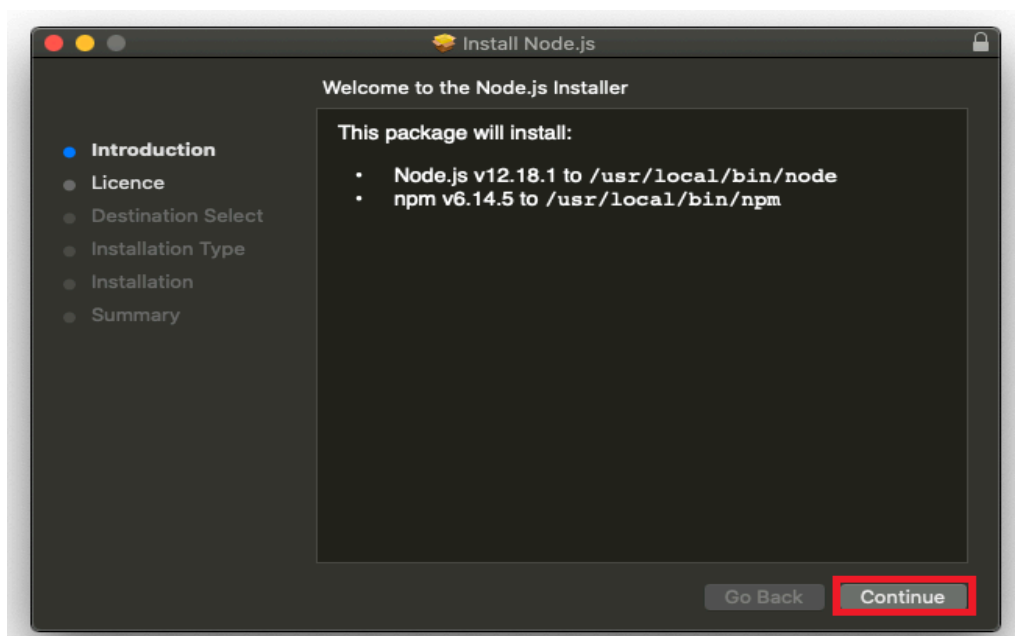 Install Node.js
Welcome to the Node.js Installer
Introduction
Licence
Destination Select
Installation Type
Installation
Summary
This package will install:
• Node.js v12.18.1 to /usr/local/bin/node
• npm v6.14.5 to /usr/local/bin/npm
Go Back
Continue